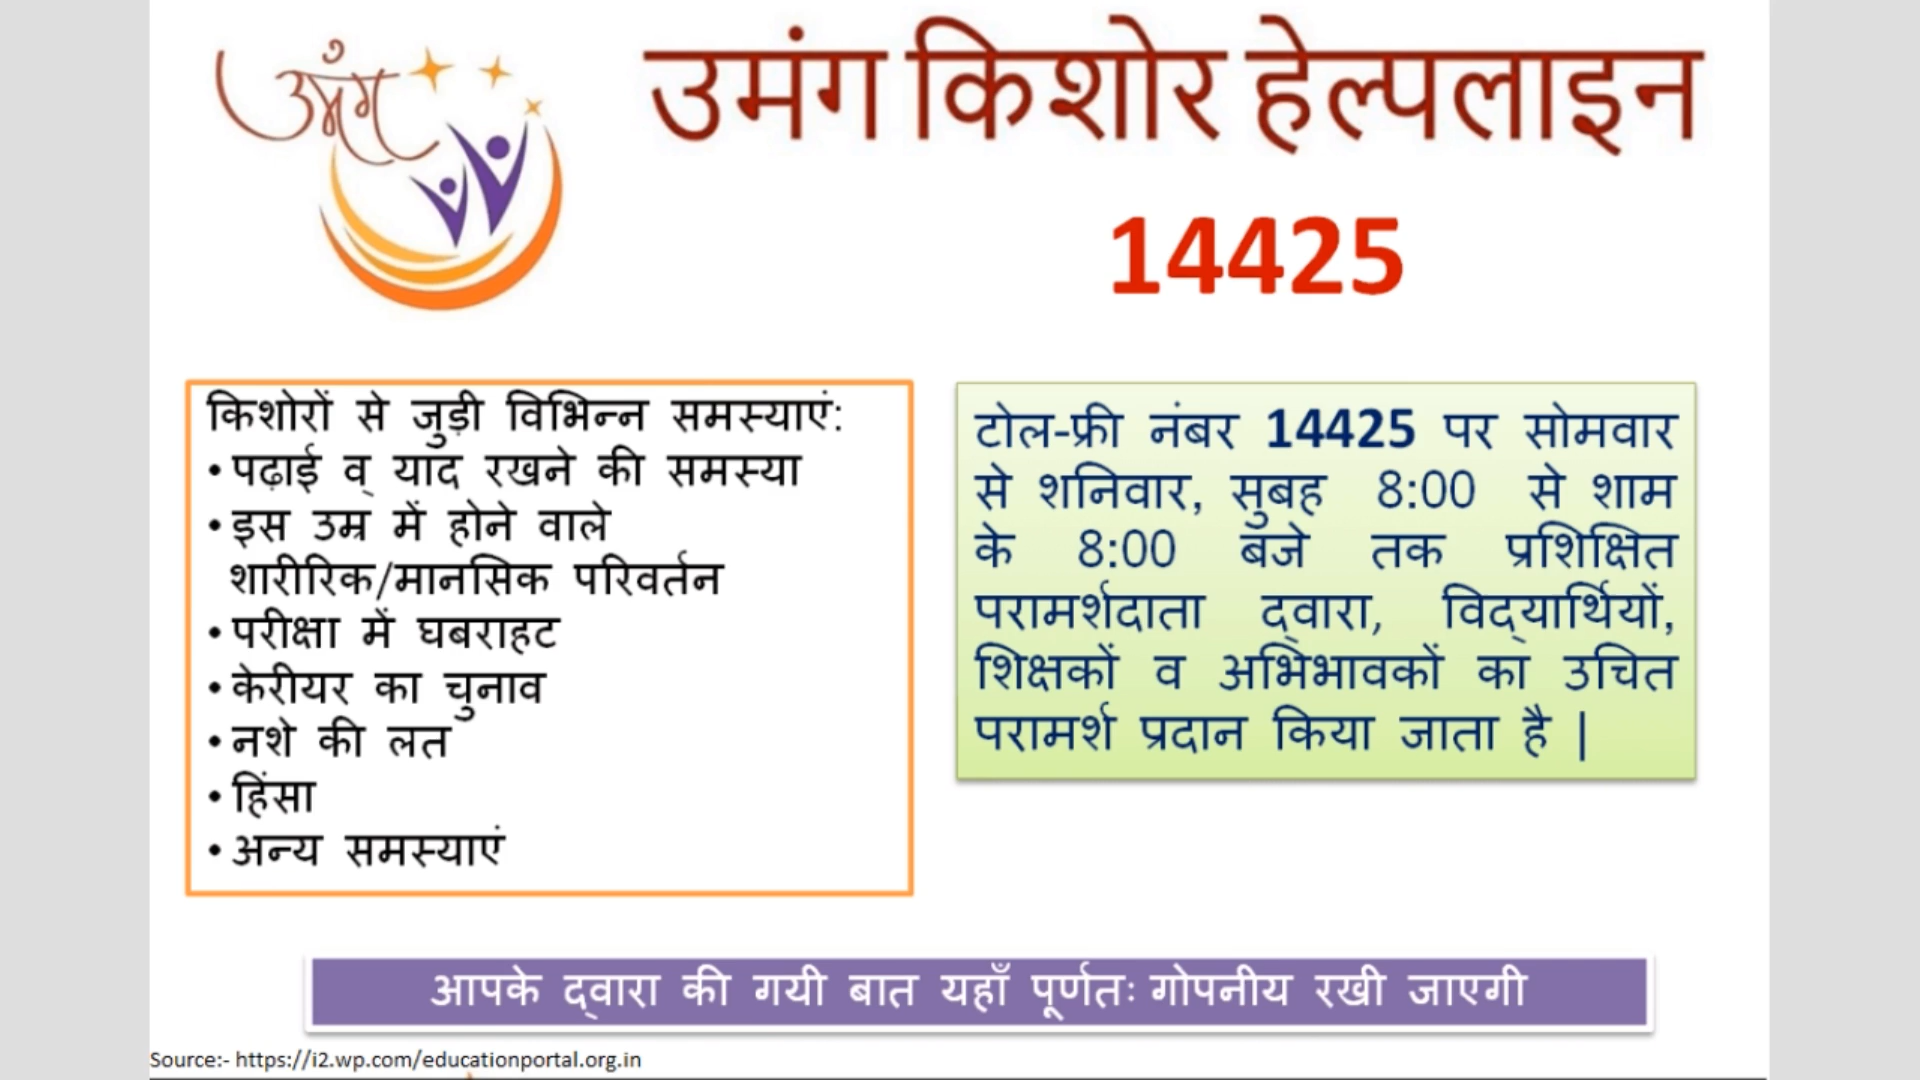 उमंग
उमंग किशोर हेल्पलाइन
14425
किशोरों से जुड़ी विभिन्न समस्याएं:
• पढ़ाई व् याद रखने की समस्या
• इस उम्र में होने वाले
शारीरिक/मानसिक परिवर्तन
• परीक्षा में घबराहट
• केरीयर का चुनाव
• नशे की लत
• हिंसा
• अन्य समस्याएं
टोल-फ्री नंबर 14425 पर सोमवार
से शनिवार, सुबह 8:00 से शाम
के 8:00 बजे तक प्रशिक्षित
परामर्शदाता द्वारा, विद्यार्थियों,
शिक्षकों व अभिभावकों का उचित
परामर्श प्रदान किया जाता है |
आपके द्वारा की गयी बात यहाँ पूर्णतः गोपनीय रखी जाएगी
Source:- https://i2.wp.com/educationportal.org.in